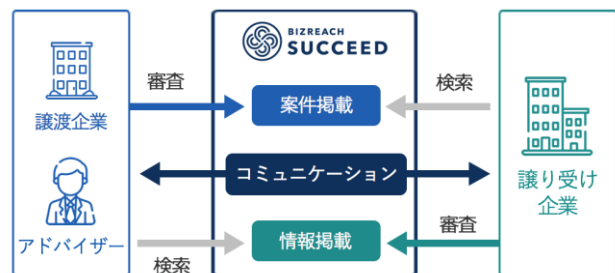 BIZREACH
SUCCEED
審査
検索
譲渡企業
案件掲載
コミュニケーション
譲り受け
企業
アドバイザー
情報掲載
審査
検索